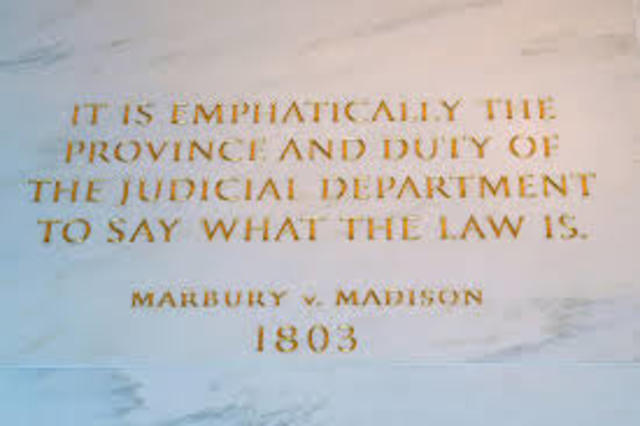 IT IS EMPHATICALLY THE
PROVINCE AND DUTY OF
THE JUDICIAL DEPARTMENT
TO SAY WHAT THE LAW IS.
MARBURY v. MADISON
1803